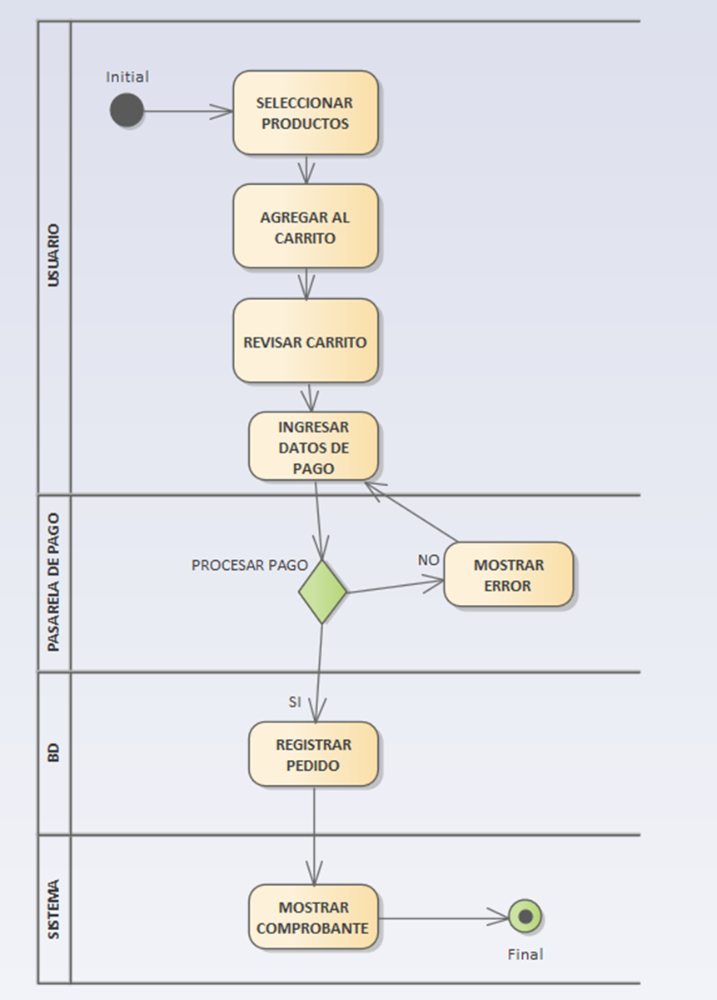 Initial
SELECCIONAR
PRODUCTOS
AGREGAR AL
CARRITO
USUARIO
REVISAR CARRITO
INGRESAR
DATOS DE
PAGO
PASARELA DE PAGO
PROCESAR PAGO
NO
MOSTRAR
ERROR
SI
BD
REGISTRAR
PEDIDO
SISTEMA
MOSTRAR
COMPROBANTE
Final